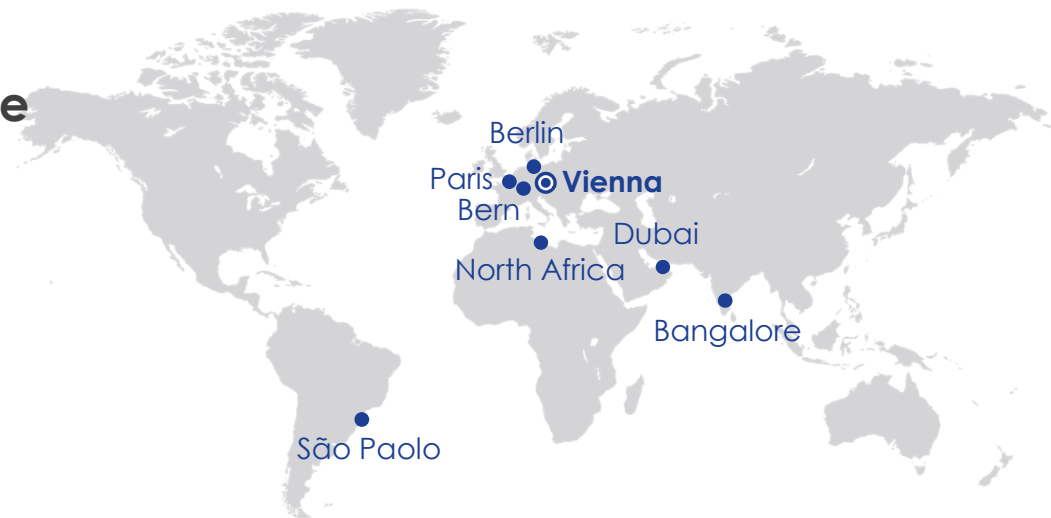 e
Berlin
Paris
Vienna
Bern
Dubai
North Africa
Bangalore
São Paolo